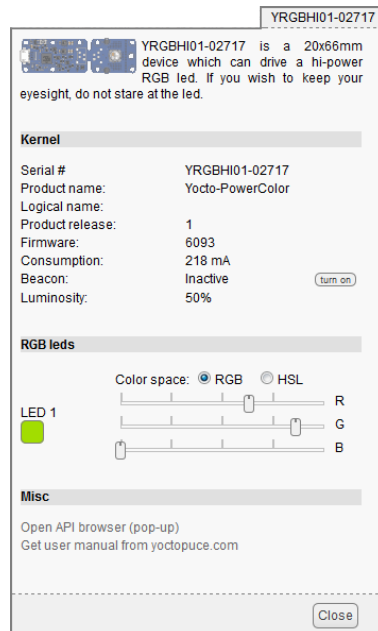 YRGBHI01-02717
YRGBHI01-02717 is a 20x66mm
device which can drive a hi-power
RGB led. If you wish to keep your
eyesight, do not stare at the led.
Kernel
Serial # YRGBHI01-02717
Product name: Yocto-PowerColor
Logical name:
Product release: 1
Firmware: 6093
Consumption: 218 mA
Beacon: Inactive turn on
Luminosity: 50%
RGB leds
Color space: RGB HSL
R
LED 1 G
B
Misc
Open API browser (pop-up)
Get user manual from yoctopuce.com
Close